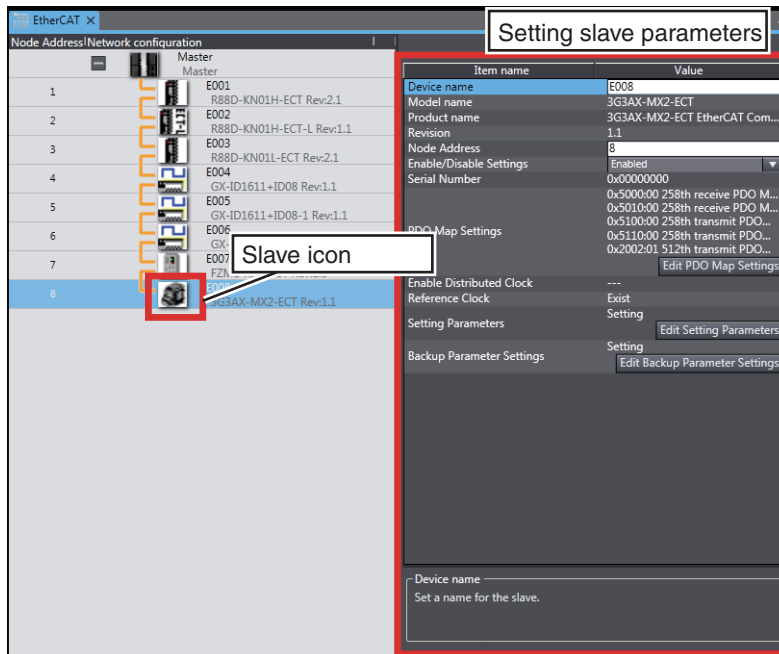 EtherCAT ×
Setting slave parameters
Node Address|Network configuration
Master
Master
1
E001
R88D-KN01H-ECT Rev:2.1
2
E002
R88D-KN01H-ECT-L Rev:1.1
3
E003
R88D-KN01L-ECT Rev:2.1
4
E004
GX-ID1611+ID08 Rev:1.1
5
E005
GX-ID1611+ID08-1 Rev:1.1
6
E006
GX-
7
E007
Slave icon
8
3G3AX-MX2-ECT Rev:1.1
Item name Value
Device name E008
Model name 3G3AX-MX2-ECT
Product name 3G3AX-MX2-ECT EtherCAT Com...
Revision 1.1
Node Address 8
Enable/Disable Settings Enabled
Serial Number 0x00000000
PDO Map Settings
0x5000:00 258th receive PDO M...
0x5010:00 258th receive PDO M...
0x5100:00 258th transmit PDO...
0x5110:00 258th transmit PDO...
0x2002:01 512th transmit PDO...
Edit PDO Map Settings
Enable Distributed Clock ---
Reference Clock Exist
Setting Parameters Setting
Edit Setting Parameters
Backup Parameter Settings Setting
Edit Backup Parameter Settings
Device name
Set a name for the slave.